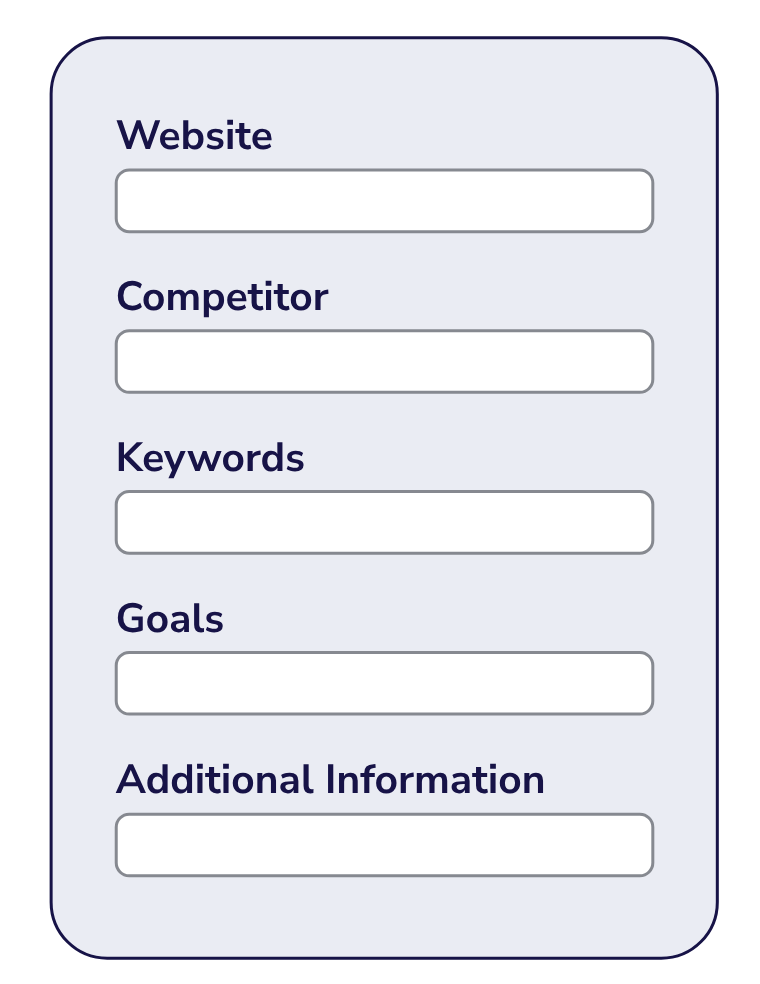 Website
Competitor
Keywords
Goals
Additional Information